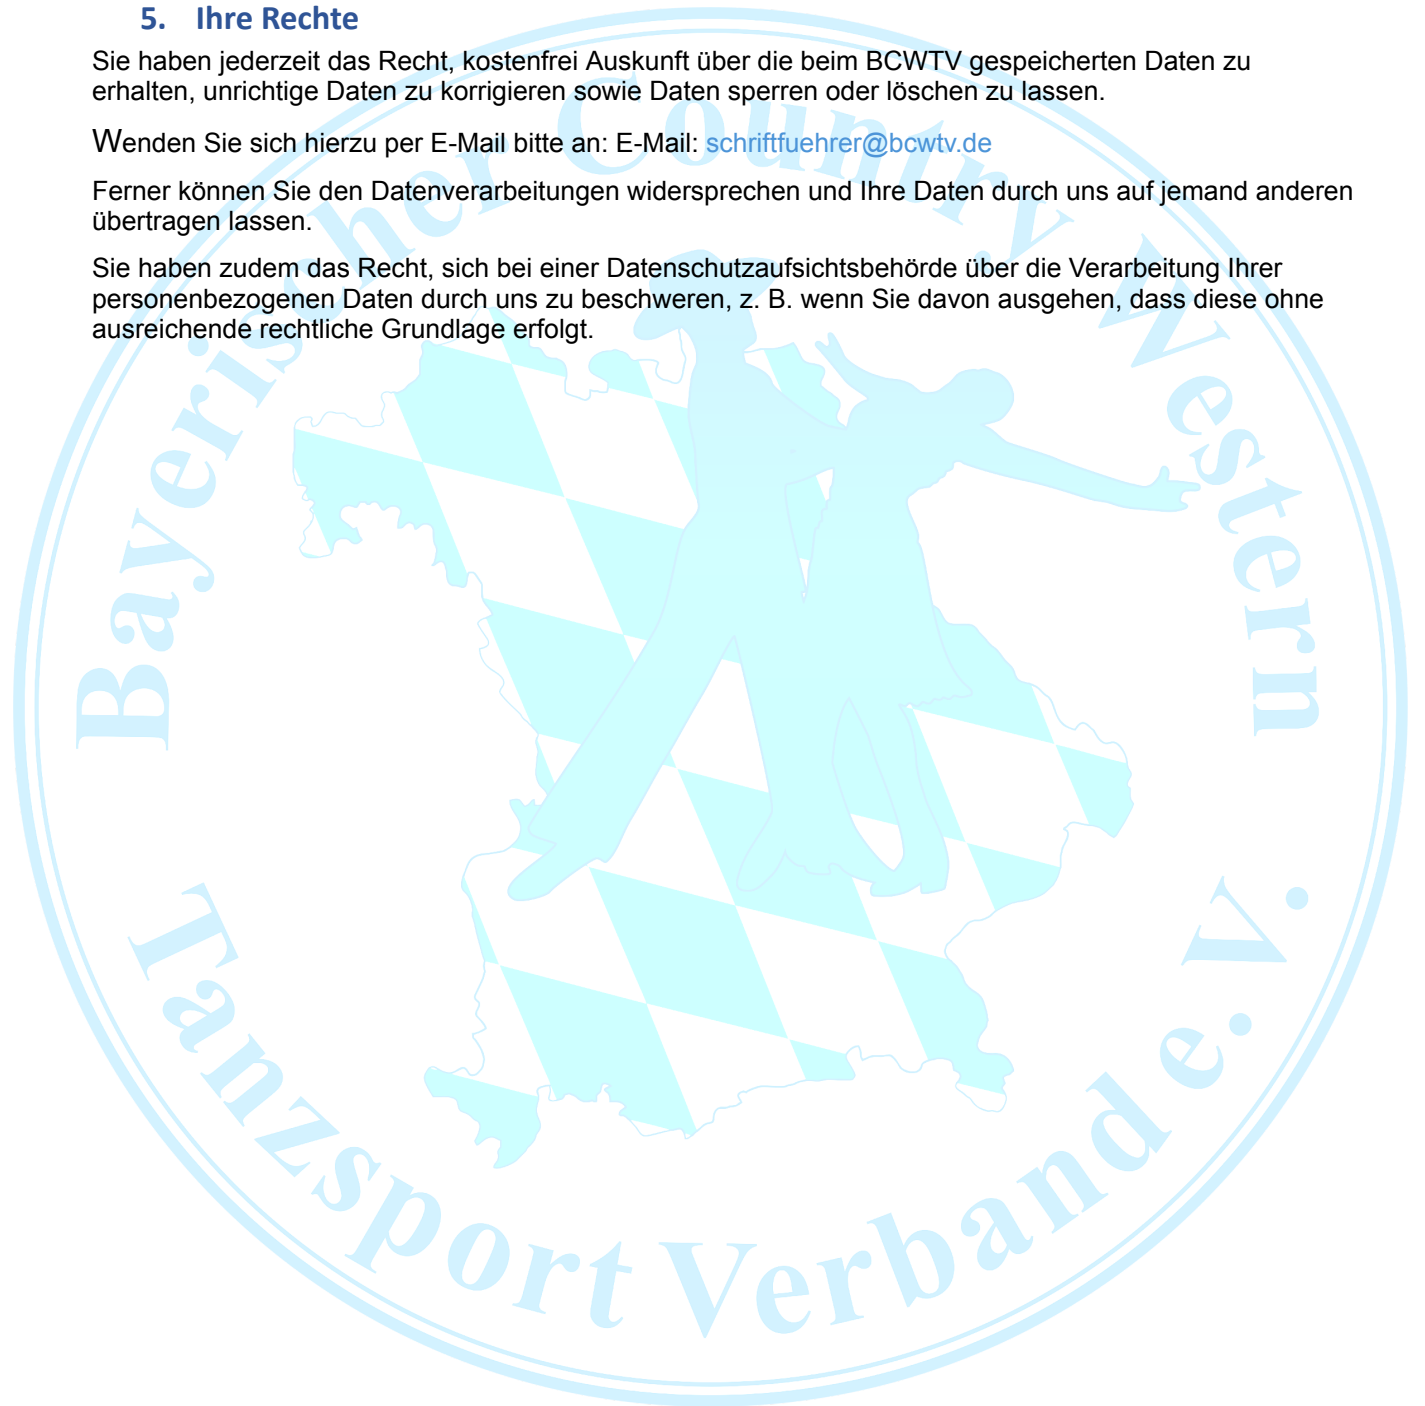 5. Ihre Rechte
Sie haben jederzeit das Recht, kostenfrei Auskunft über die beim BCWTV gespeicherten Daten zu
erhalten, unrichtige Daten zu korrigieren sowie Daten sperren oder löschen zu lassen.
Wenden Sie sich hierzu per E-Mail bitte an: E-Mail: schriftfuehrer@bcwtv.de
Ferner können Sie den Datenverarbeitungen widersprechen und Ihre Daten durch uns auf jemand anderen
übertragen lassen.
Sie haben zudem das Recht, sich bei einer Datenschutzaufsichtsbehörde über die Verarbeitung Ihrer
personenbezogenen Daten durch uns zu beschweren, z. B. wenn Sie davon ausgehen, dass diese ohne
ausreichende rechtliche Grundlage erfolgt.
Bayerischer Country Western
Tanzsport Verband e. V.